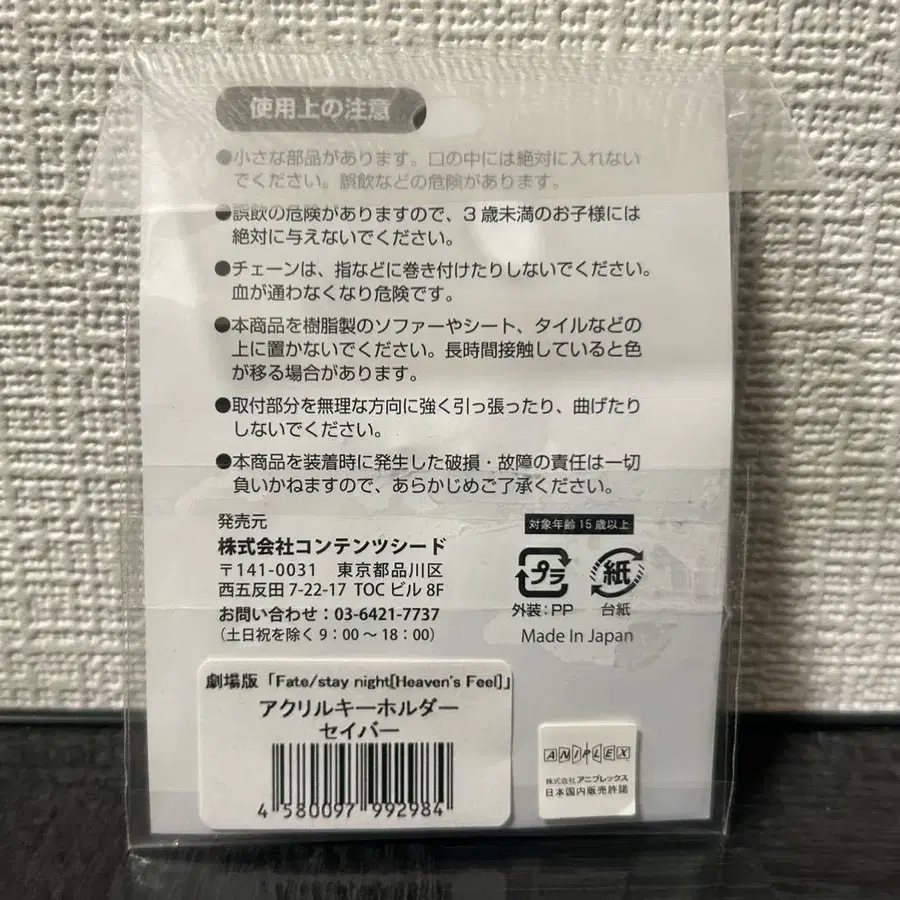 使用上の注意
●小さな部品があります。口の中には絶対に入れない
でください。誤飲などの危険があります。
●誤飲の危険がありますので、3歳未満のお子様には
絶対に与えないでください。
●チェーンは、指などに巻き付けたりしないでください。
血が通わなくなり危険です。
●本商品を樹脂製のソファーやシート、タイルなどの
上に置かないでください。長時間接触していると色
が移る場合があります。
●取付部分を無理な方向に強く引っ張ったり、曲げたり
しないでください。
●本商品を装着時に発生した破損・故障の責任は一切
負いかねますので、あらかじめご了承ください。
発売元
株式会社コンテンツシード
〒141-0031 東京都品川区
西五反田7-22-17 TOCビル 8F
お問い合わせ:03-6421-7737
(土日祝を除く9:00~18:00)
対象年齢15歳以上
プラ
紙
外装:PP 台紙
Made In Japan
劇場版「Fate/stay night[Heaven's Feel]」
アクリルキーホルダー
セイバー
4 580097 992984
ANIPLEX
株式会社アニプレックス
日本国内販売許諾